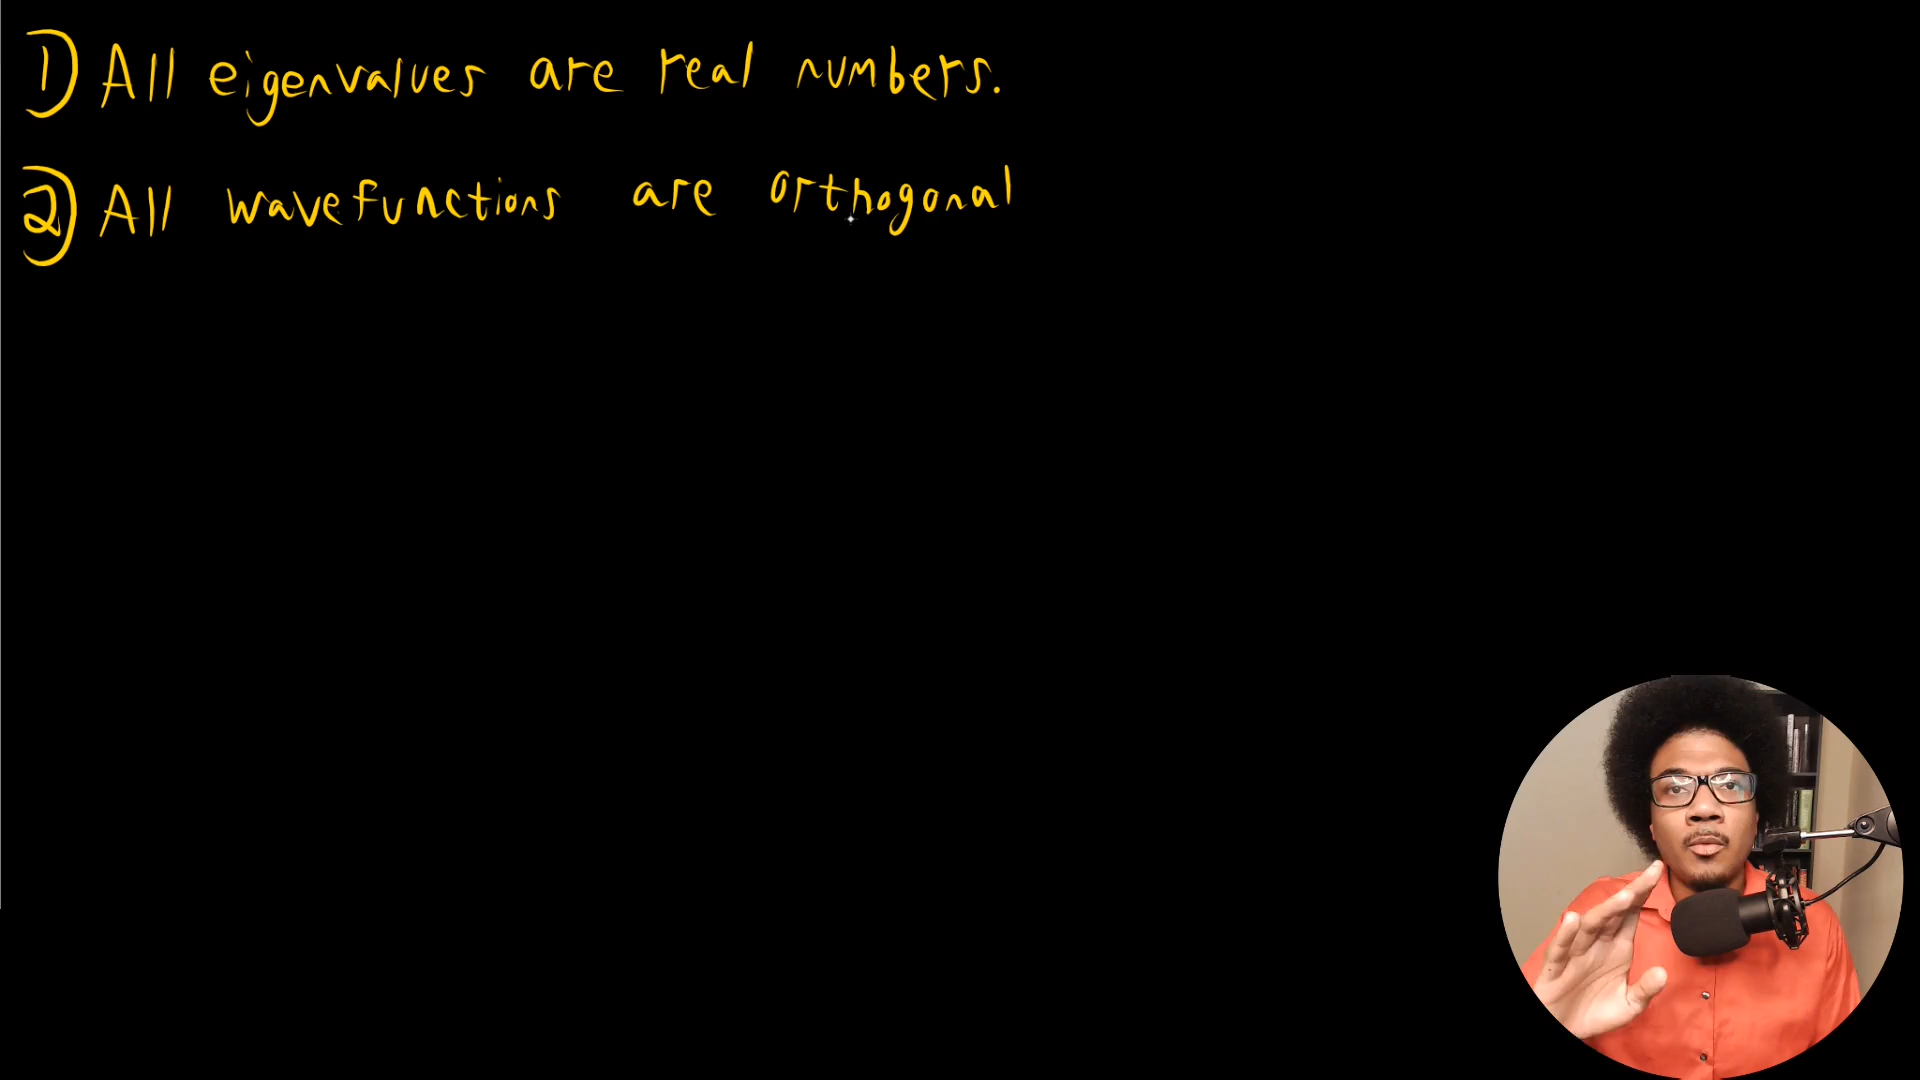 1) All eigenvalues are real numbers.
2) All wavefunctions are orthogonal